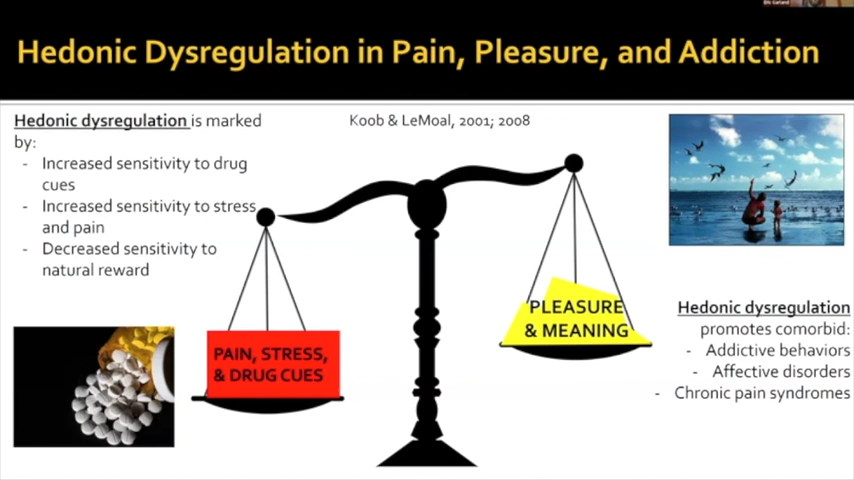 Eric Garland
Hedonic Dysregulation in Pain, Pleasure, and Addiction
Hedonic dysregulation is marked
by:
- Increased sensitivity to drug
cues
- Increased sensitivity to stress
and pain
- Decreased sensitivity to
natural reward
Koob & LeMoal, 2001; 2008
PAIN, STRESS,
& DRUG CUES
PLEASURE
& MEANING
Hedonic dysregulation
promotes comorbid:
- Addictive behaviors
- Affective disorders
- Chronic pain syndromes